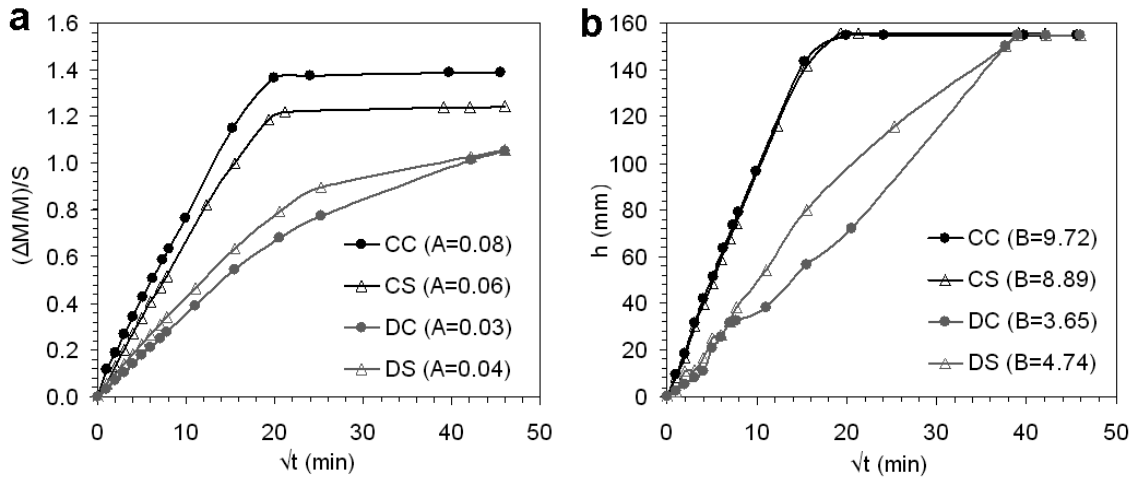 a
1.6
1.4
1.2
1.0
0.8
0.6
0.4
0.2
0.0
(ΔM/M)/S
0 10 20 30 40 50
√t (min)
CC (A=0.08)
CS (A=0.06)
DC (A=0.03)
DS (A=0.04)
b
160
140
120
100
80
60
40
20
0
h (mm)
0 10 20 30 40 50
√t (min)
CC (B=9.72)
CS (B=8.89)
DC (B=3.65)
DS (B=4.74)